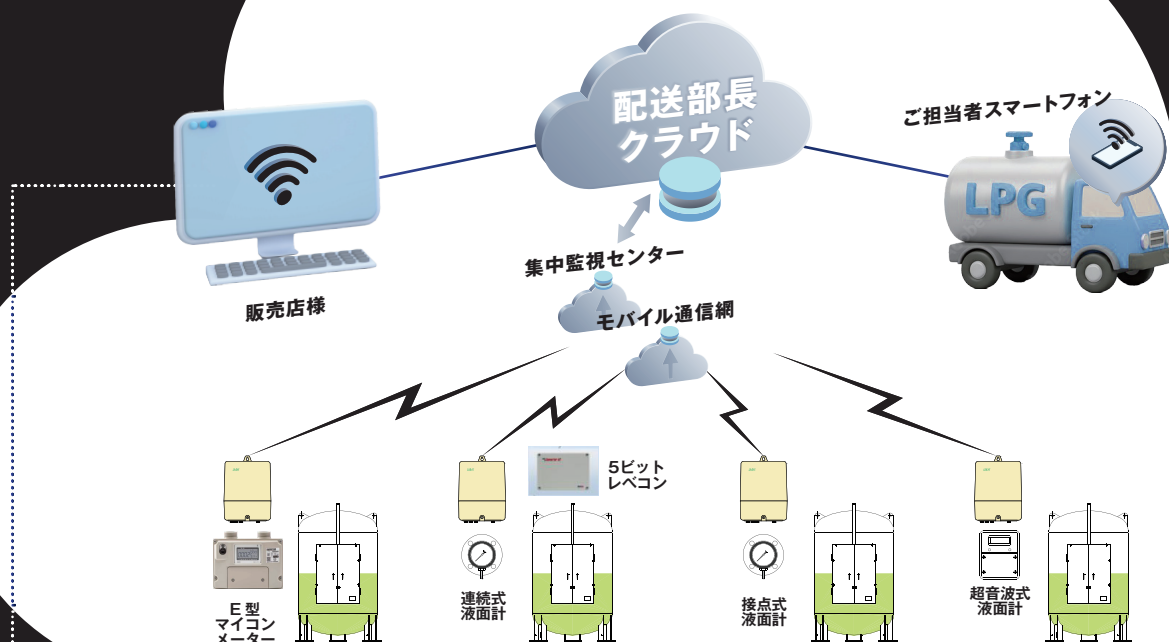 配送部長
クラウド
ご担当者スマートフォン
LPG
集中監視センター
販売店様
モバイル通信網
5ビット
レベコン
E型
マイコン
メーター
連続式
液面計
接点式
液面計
超音波式
液面計